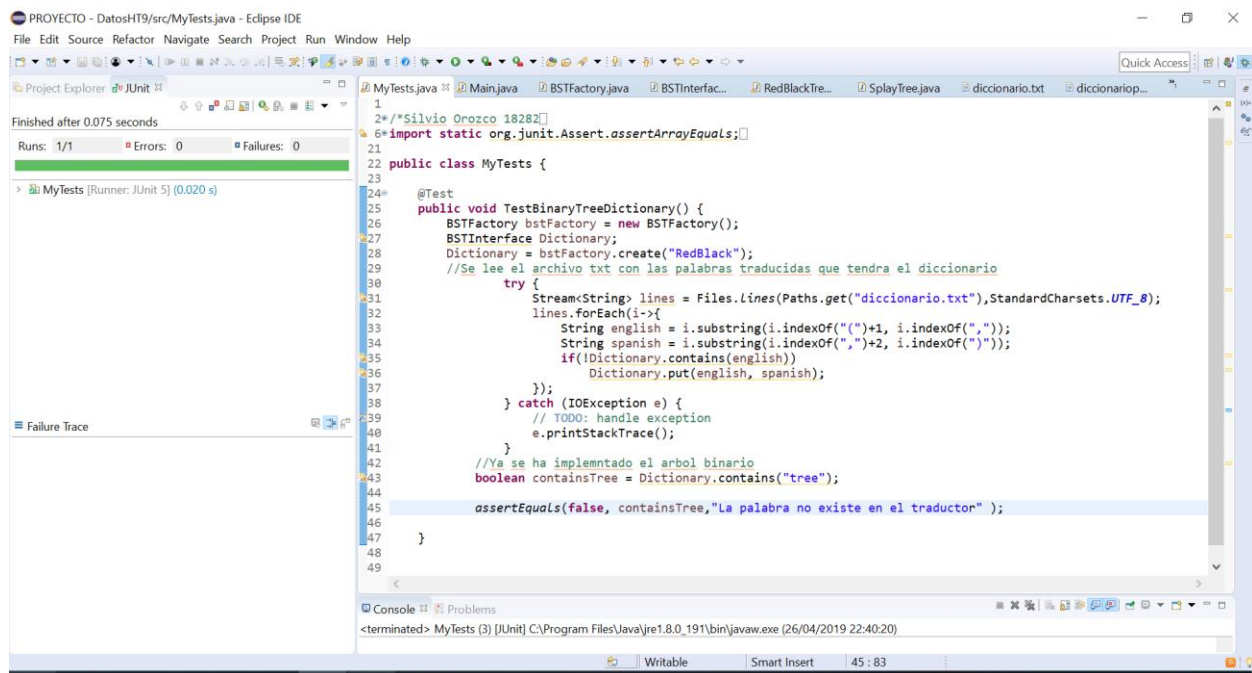 PROYECTO - DatosHT9/src/MyTests.java - Eclipse IDE
File Edit Source Refactor Navigate Search Project Run Window Help
Quick Access
Project Explorer JUnit
MyTests.java Main.java BSTFactory.java BSTInterfac... RedBlackTre... SplayTree.java diccionario.txt diccionariop...
Finished after 0.075 seconds
Runs: 1/1 Errors: 0 Failures: 0
MyTests [Runner: JUnit 5] (0.020 s)
Failure Trace
1
2 /*Silvio Orozco 18282
6 import static org.junit.Assert.assertArrayEquals;
21
22 public class MyTests {
23
24 @Test
25 public void TestBinaryTreeDictionary() {
26 BSTFactory bstFactory = new BSTFactory();
27 BSTInterface Dictionary;
28 Dictionary = bstFactory.create("RedBlack");
29 //Se lee el archivo txt con las palabras traducidas que tendra el diccionario
30 try {
31 Stream<String> lines = Files.lines(Paths.get("diccionario.txt"),StandardCharsets.UTF_8);
32 lines.forEach(i->{
33 String english = i.substring(i.indexOf("(")+1, i.indexOf(","));
34 String spanish = i.substring(i.indexOf(",")+2, i.indexOf(")"));
35 if(!Dictionary.contains(english))
36 Dictionary.put(english, spanish);
37 });
38 } catch (IOException e) {
39 // TODO: handle exception
40 e.printStackTrace();
41 }
42 //Ya se ha implemntado el arbol binario
43 boolean containsTree = Dictionary.contains("tree");
44
45 assertEquals(false, containsTree,"La palabra no existe en el traductor" );
46
47 }
48
49
Console Problems
<terminated> MyTests (3) [JUnit] C:\Program Files\Java\jre1.8.0_191\bin\javaw.exe (26/04/2019 22:40:20)
Writable Smart Insert 45 : 83